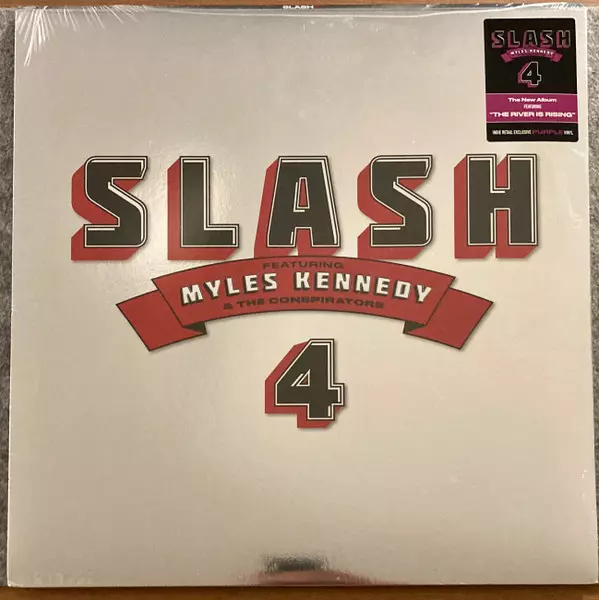 SLASH
SLASH
MYLES KENNEDY
4
The New Album
FEATURING
"THE RIVER IS RISING"
INDIE RETAIL EXCLUSIVE PURPLE VINYL
SLASH
FEATURING
MYLES KENNEDY
& THE CONSPIRATORS
4